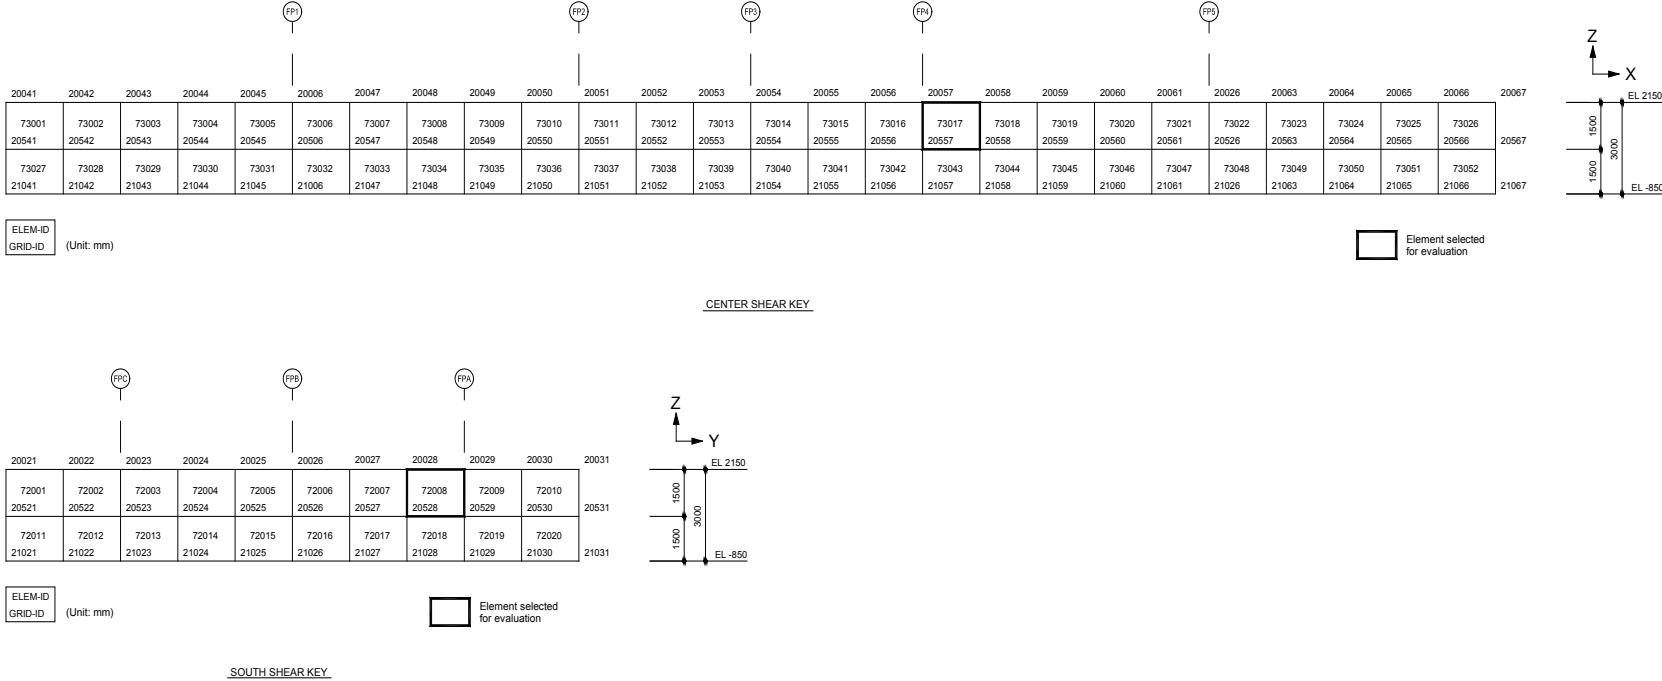 FP1 FP2 FP3 FP4 FP5
Z
X
20041 20042 20043 20044 20045 20006 20047 20048 20049 20050 20051 20052 20053 20054 20055 20056 20057 20058 20059 20060 20061 20026 20063 20064 20065 20066 20067
EL 2150
73001 73002 73003 73004 73005 73006 73007 73008 73009 73010 73011 73012 73013 73014 73015 73016 73017 73018 73019 73020 73021 73022 73023 73024 73025 73026
1500
20541 20542 20543 20544 20545 20506 20547 20548 20549 20550 20551 20552 20553 20554 20555 20556 20557 20558 20559 20560 20561 20526 20563 20564 20565 20566 20567
3000
73027 73028 73029 73030 73031 73032 73033 73034 73035 73036 73037 73038 73039 73040 73041 73042 73043 73044 73045 73046 73047 73048 73049 73050 73051 73052
1500
21041 21042 21043 21044 21045 21006 21047 21048 21049 21050 21051 21052 21053 21054 21055 21056 21057 21058 21059 21060 21061 21026 21063 21064 21065 21066 21067
EL -850
ELEM-ID
GRID-ID (Unit: mm)
Element selected
for evaluation
CENTER SHEAR KEY
FPC FPB FPA
Z
Y
20021 20022 20023 20024 20025 20026 20027 20028 20029 20030 20031
EL 2150
72001 72002 72003 72004 72005 72006 72007 72008 72009 72010
1500
20521 20522 20523 20524 20525 20526 20527 20528 20529 20530 20531
3000
72011 72012 72013 72014 72015 72016 72017 72018 72019 72020
1500
21021 21022 21023 21024 21025 21026 21027 21028 21029 21030 21031
EL -850
ELEM-ID
GRID-ID (Unit: mm)
Element selected
for evaluation
SOUTH SHEAR KEY